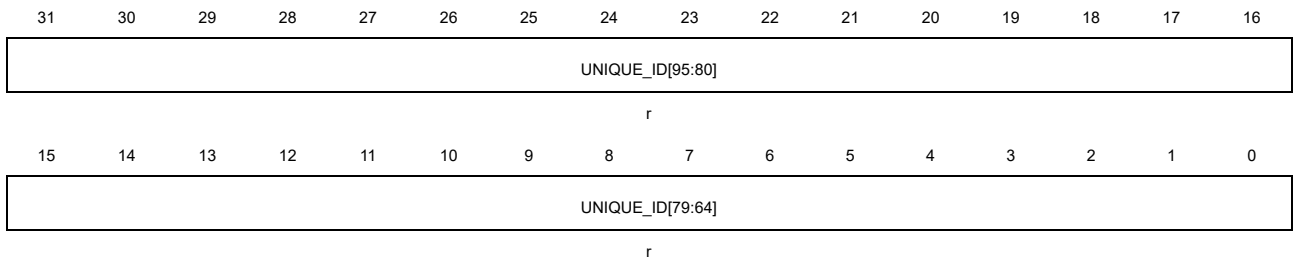 31 30 29 28 27 26 25 24 23 22 21 20 19 18 17 16
UNIQUE_ID[95:80]
r
15 14 13 12 11 10 9 8 7 6 5 4 3 2 1 0
UNIQUE_ID[79:64]
r